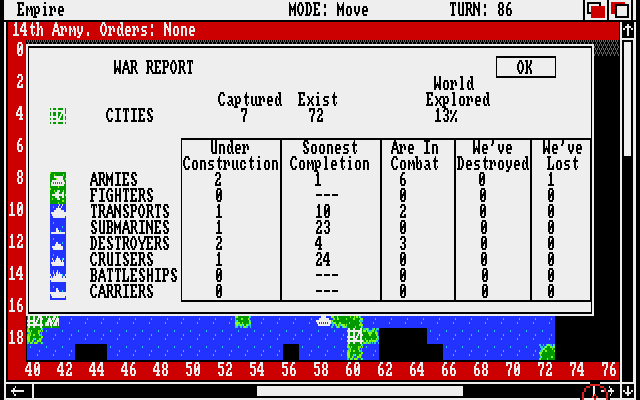 Empire MODE: Move TURN: 86
14th Army. Orders: None
0
WAR REPORT OK
2
World
Captured Exist Explored
4 CITIES 7 72 13%
6 Under Soonest Are In We've We've
Construction Completion Combat Destroyed Lost
8 ARMIES 2 1 6 0 1
FIGHTERS 0 --- 0 0 0
10 TRANSPORTS 1 10 2 0 0
SUBMARINES 1 23 0 0 0
12 DESTROYERS 2 4 3 0 0
CRUISERS 1 24 0 0 0
14 BATTLESHIPS 0 --- 0 0 0
CARRIERS 0 --- 0 0 0
16
18
40 42 44 46 48 50 52 54 56 58 60 62 64 66 68 70 72 74 76